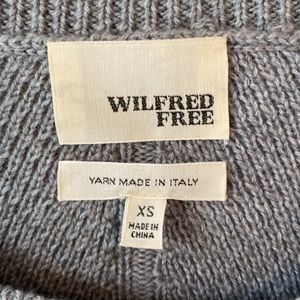 WILFRED
FREE
YARN MADE IN ITALY
XS
MADE IN
CHINA